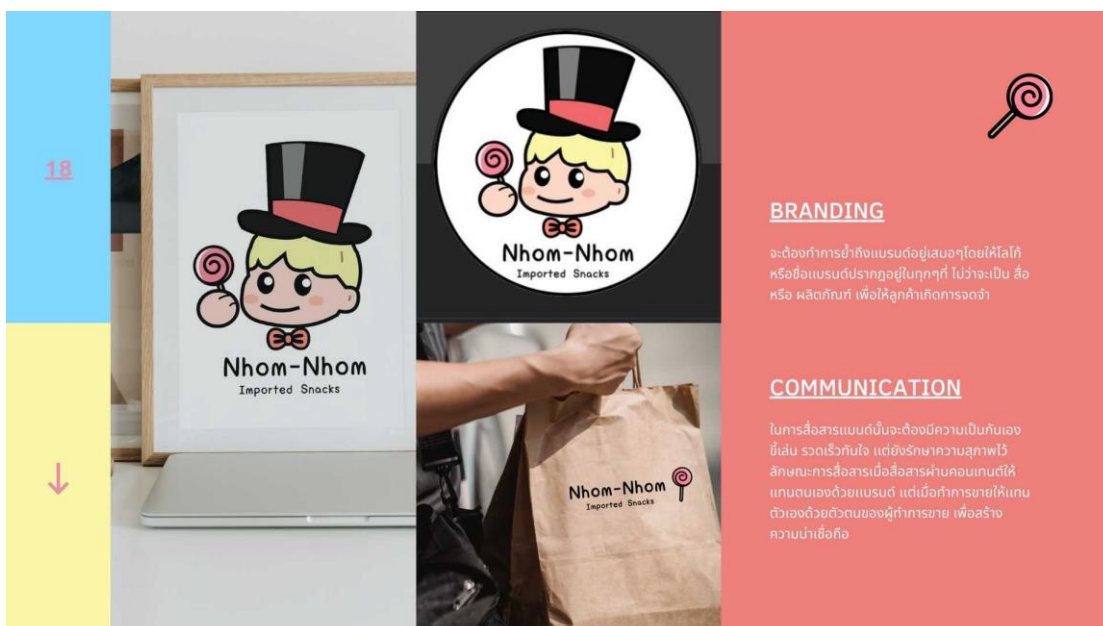 18
Nhom-Nhom
Imported Snacks
Nhom-Nhom
Imported Snacks
Nhom-Nhom
Imported Snacks
BRANDING
จะต้องทำการย้ำถึงแบรนด์อยู่เสมอๆโดยให้โลโก้
หรือชื่อแบรนด์ปรากฏอยู่ในทุกๆที่ ไม่ว่าจะเป็น สื่อ
หรือ ผลิตภัณฑ์ เพื่อให้ลูกค้าเกิดการจดจำ
COMMUNICATION
ในการสื่อสารแบนด์นั้นจะต้องมีความเป็นกันเอง
ขี้เล่น รวดเร็วทันใจ แต่ยังรักษาความสุภาพไว้
ลักษณะการสื่อสารเมื่อสื่อสารผ่านคอนเทนต์ให้
แทนตนเองด้วยแบรนด์ แต่เมื่อทำการขายให้แทน
ตัวเองด้วยตัวตนของผู้ทำการขาย เพื่อสร้าง
ความน่าเชื่อถือ